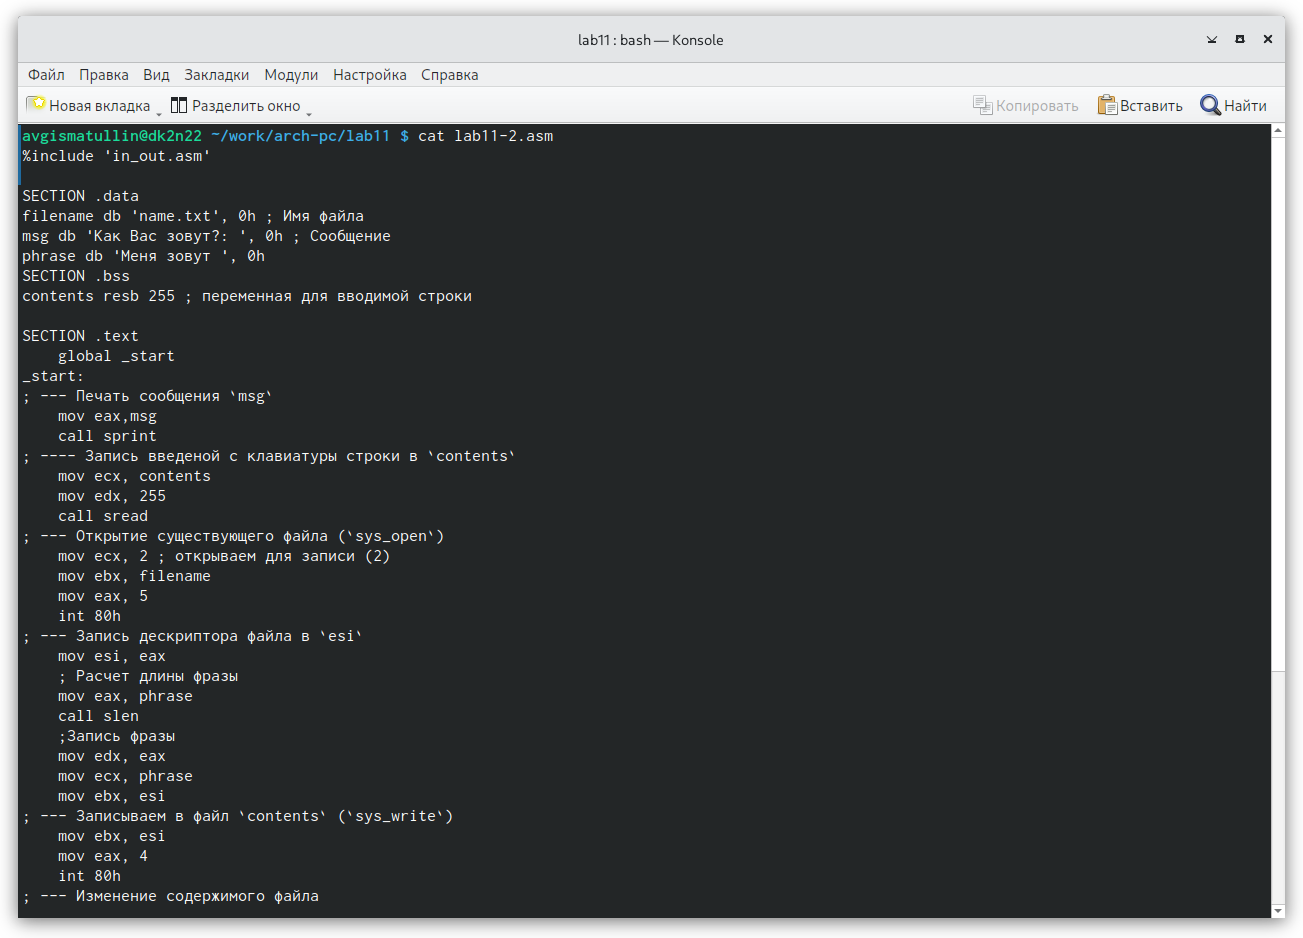 lab11 : bash — Konsole
Файл Правка Вид Закладки Модули Настройка Справка
Новая вкладка Разделить окно Копировать Вставить Найти
avgismatullin@dk2n22 ~/work/arch-pc/lab11 $ cat lab11-2.asm
%include 'in_out.asm'

SECTION .data
filename db 'name.txt', 0h ; Имя файла
msg db 'Как Вас зовут?: ', 0h ; Сообщение
phrase db 'Меня зовут ', 0h
SECTION .bss
contents resb 255 ; переменная для вводимой строки

SECTION .text
    global _start
_start:
; --- Печать сообщения `msg`
    mov eax,msg
    call sprint
; ---- Запись введеной с клавиатуры строки в `contents`
    mov ecx, contents
    mov edx, 255
    call sread
; --- Открытие существующего файла (`sys_open`)
    mov ecx, 2 ; открываем для записи (2)
    mov ebx, filename
    mov eax, 5
    int 80h
; --- Запись дескриптора файла в `esi`
    mov esi, eax
    ; Расчет длины фразы
    mov eax, phrase
    call slen
    ;Запись фразы
    mov edx, eax
    mov ecx, phrase
    mov ebx, esi
; --- Записываем в файл `contents` (`sys_write`)
    mov ebx, esi
    mov eax, 4
    int 80h
; --- Изменение содержимого файла